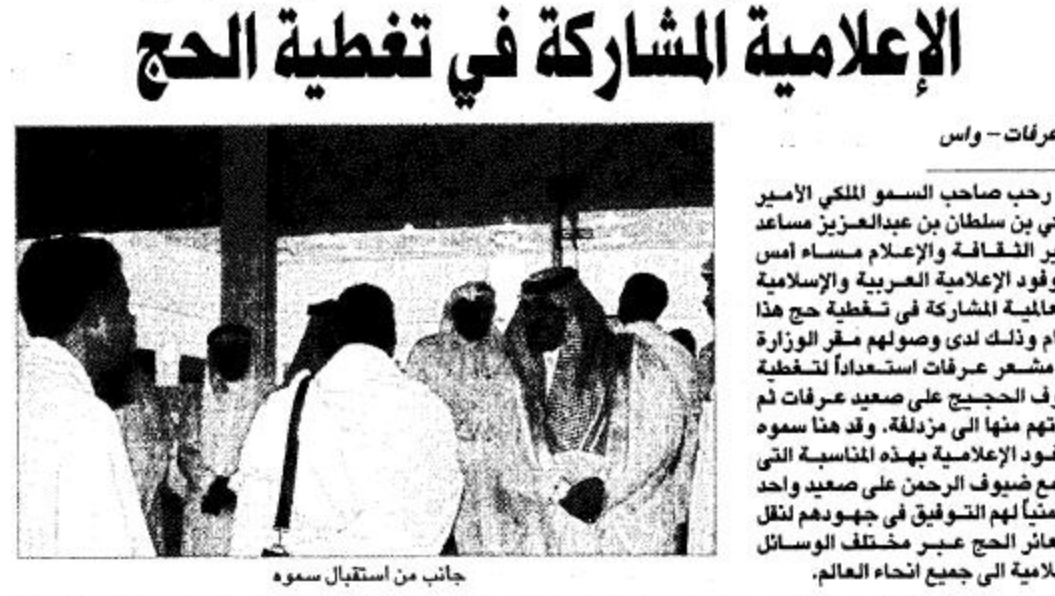 الإعلامية المشاركة في تغطية الحج
عرفات - واس
رحب صاحب السمو الملكي الأمير
بن سلطان بن عبدالعزيز مساعد
الثقافة والإعلام مساء أمس
الإعلامية العربية والإسلامية
المشاركة في تغطية حج هذا
وذلك لدى وصولهم مقر الوزارة
مشعر عرفات استعداداً لتغطية
الحجيج على صعيد عرفات ثم
منها الى مزدلفة. وقد هنأ سموه
الإعلامية بهذه المناسبة التي
ضيوف الرحمن على صعيد واحد
لهم التوفيق في جهودهم لنقل
الحج عبر مختلف الوسائل
الى جميع انحاء العالم.
جانب من استقبال سموه